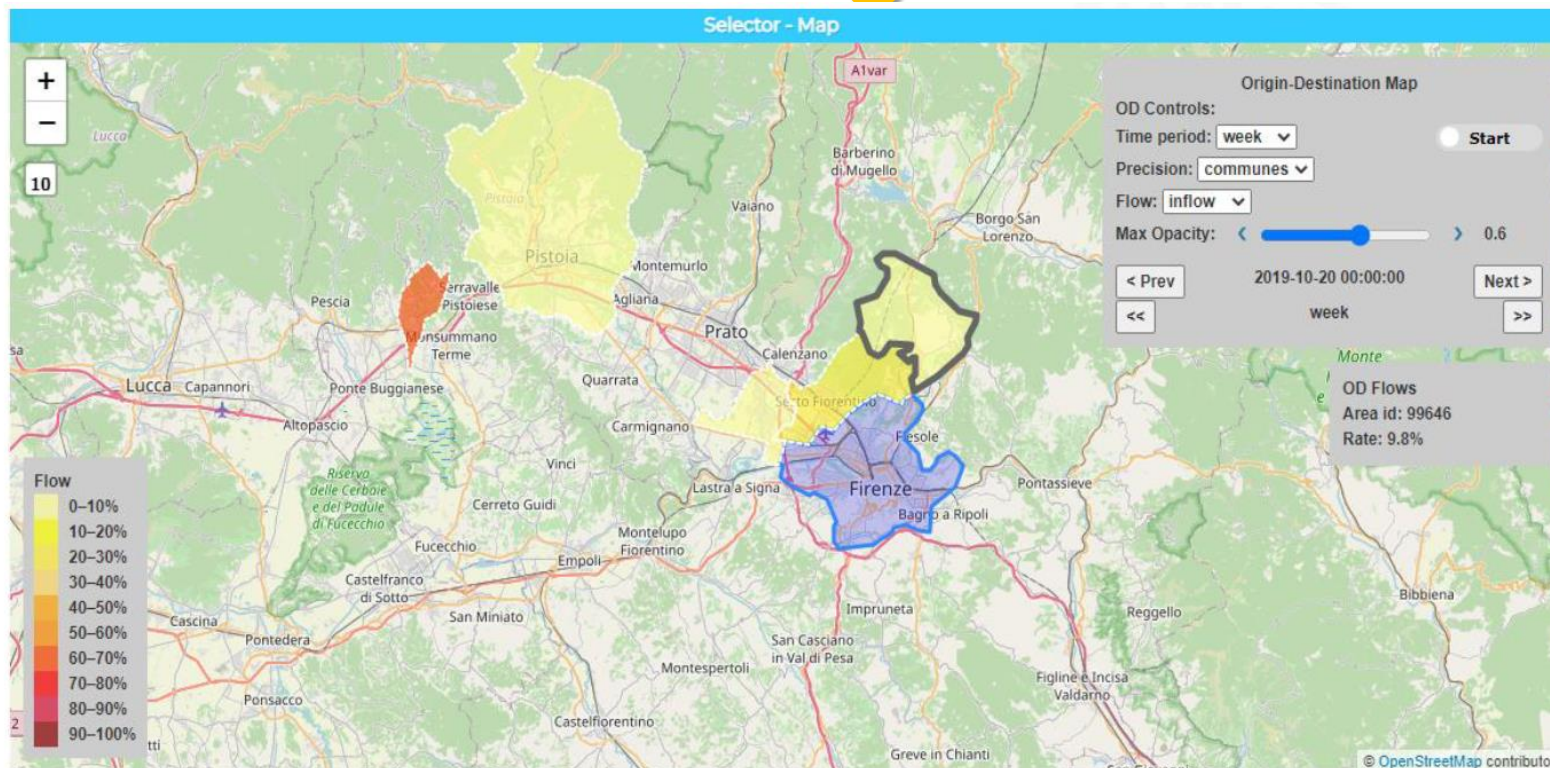 Selector - Map
+
−
10
A1var
Lucca
Pistoia
Barberino
di Mugello
Vaiano
Borgo San
Lorenzo
Pistoia
Montemurlo
Serravalle
Pistoiese
Pescia
Agliana
Prato
Monsummano
Terme
Calenzano
Lucca
Capannori
Ponte Buggianese
Quarrata
Sesto Fiorentino
Altopascio
Carmignano
Fiesole
Vinci
Riserva
delle Cerbaie
e del Padule
di Fucecchio
Lastra a Signa
Firenze
Pontassieve
Cerreto Guidi
Bagno a Ripoli
Montelupo
Fiorentino
Fucecchio
Empoli
Castelfranco
di Sotto
San Miniato
Impruneta
Reggello
Bibbiena
Cascina
Pontedera
San Casciano
in Val di Pesa
Montespertoli
Figline e Incisa
Valdarno
Ponsacco
Castelfiorentino
Greve in Chianti
Monte
Origin-Destination Map
OD Controls:
Time period: week
Start
Precision: communes
Flow: inflow
Max Opacity: < > 0.6
< Prev 2019-10-20 00:00:00 Next >
<< week >>
OD Flows
Area id: 99646
Rate: 9.8%
Flow
0–10%
10–20%
20–30%
30–40%
40–50%
50–60%
60–70%
70–80%
80–90%
90–100%
© OpenStreetMap contributo